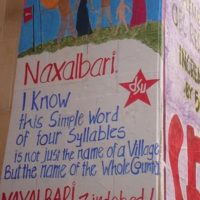 Naxalbari.
I Know
this Simple Word
of four Syllables
is not just the name of a Village
But the name of the Whole Country
NAXALBARI Zindabad!
dsu